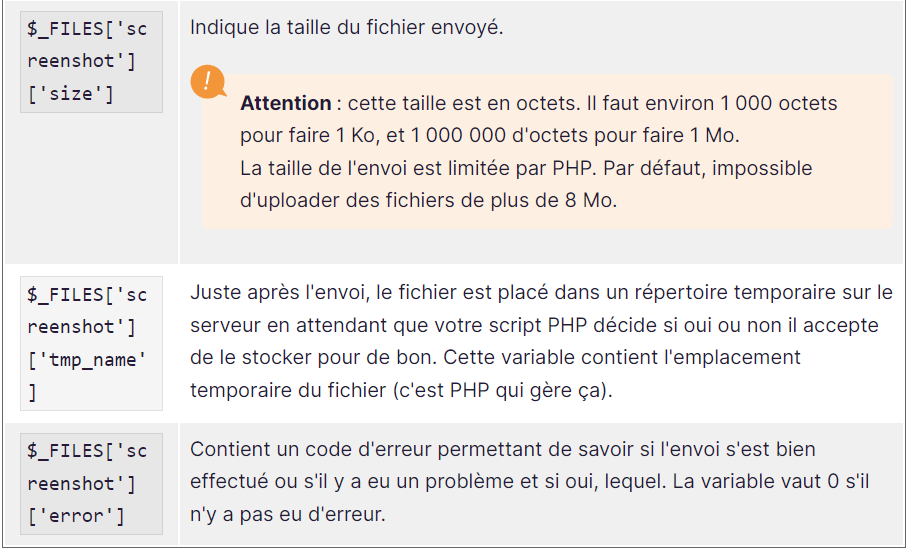 $_FILES['sc
reenshot']
['size']
Indique la taille du fichier envoyé.
!
Attention : cette taille est en octets. Il faut environ 1 000 octets
pour faire 1 Ko, et 1 000 000 d'octets pour faire 1 Mo.
La taille de l'envoi est limitée par PHP. Par défaut, impossible
d'uploader des fichiers de plus de 8 Mo.
$_FILES['sc
reenshot']
['tmp_name'
]
Juste après l'envoi, le fichier est placé dans un répertoire temporaire sur le
serveur en attendant que votre script PHP décide si oui ou non il accepte
de le stocker pour de bon. Cette variable contient l'emplacement
temporaire du fichier (c'est PHP qui gère ça).
$_FILES['sc
reenshot']
['error']
Contient un code d'erreur permettant de savoir si l'envoi s'est bien
effectué ou s'il y a eu un problème et si oui, lequel. La variable vaut 0 s'il
n'y a pas eu d'erreur.